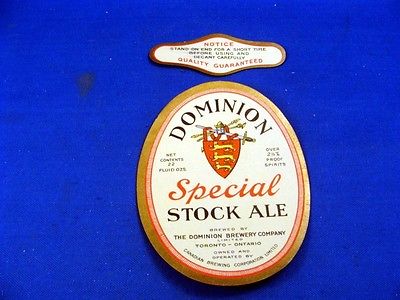 NOTICE
STAND ON END FOR A SHORT TIME
BEFORE USING AND
DECANT CAREFULLY
QUALITY GUARANTEED
DOMINION
NET
CONTENTS
22
FLUID OZS.
OVER
2½%
PROOF
SPIRITS
Special
STOCK ALE
BREWED BY
THE DOMINION BREWERY COMPANY
LIMITED
TORONTO - ONTARIO
OWNED AND
OPERATED BY
CANADIAN BREWING CORPORATION LIMITED